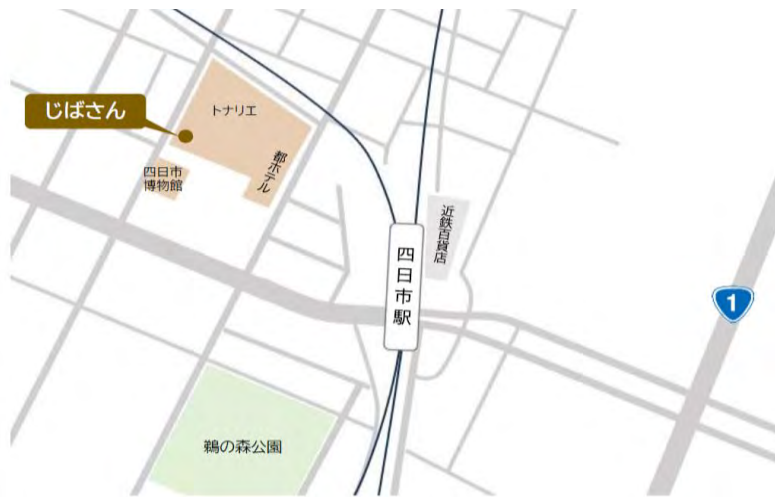 トナリエ
じばさん
都ホテル
四日市
博物館
近鉄百貨店
四日市駅
1
鵜の森公園